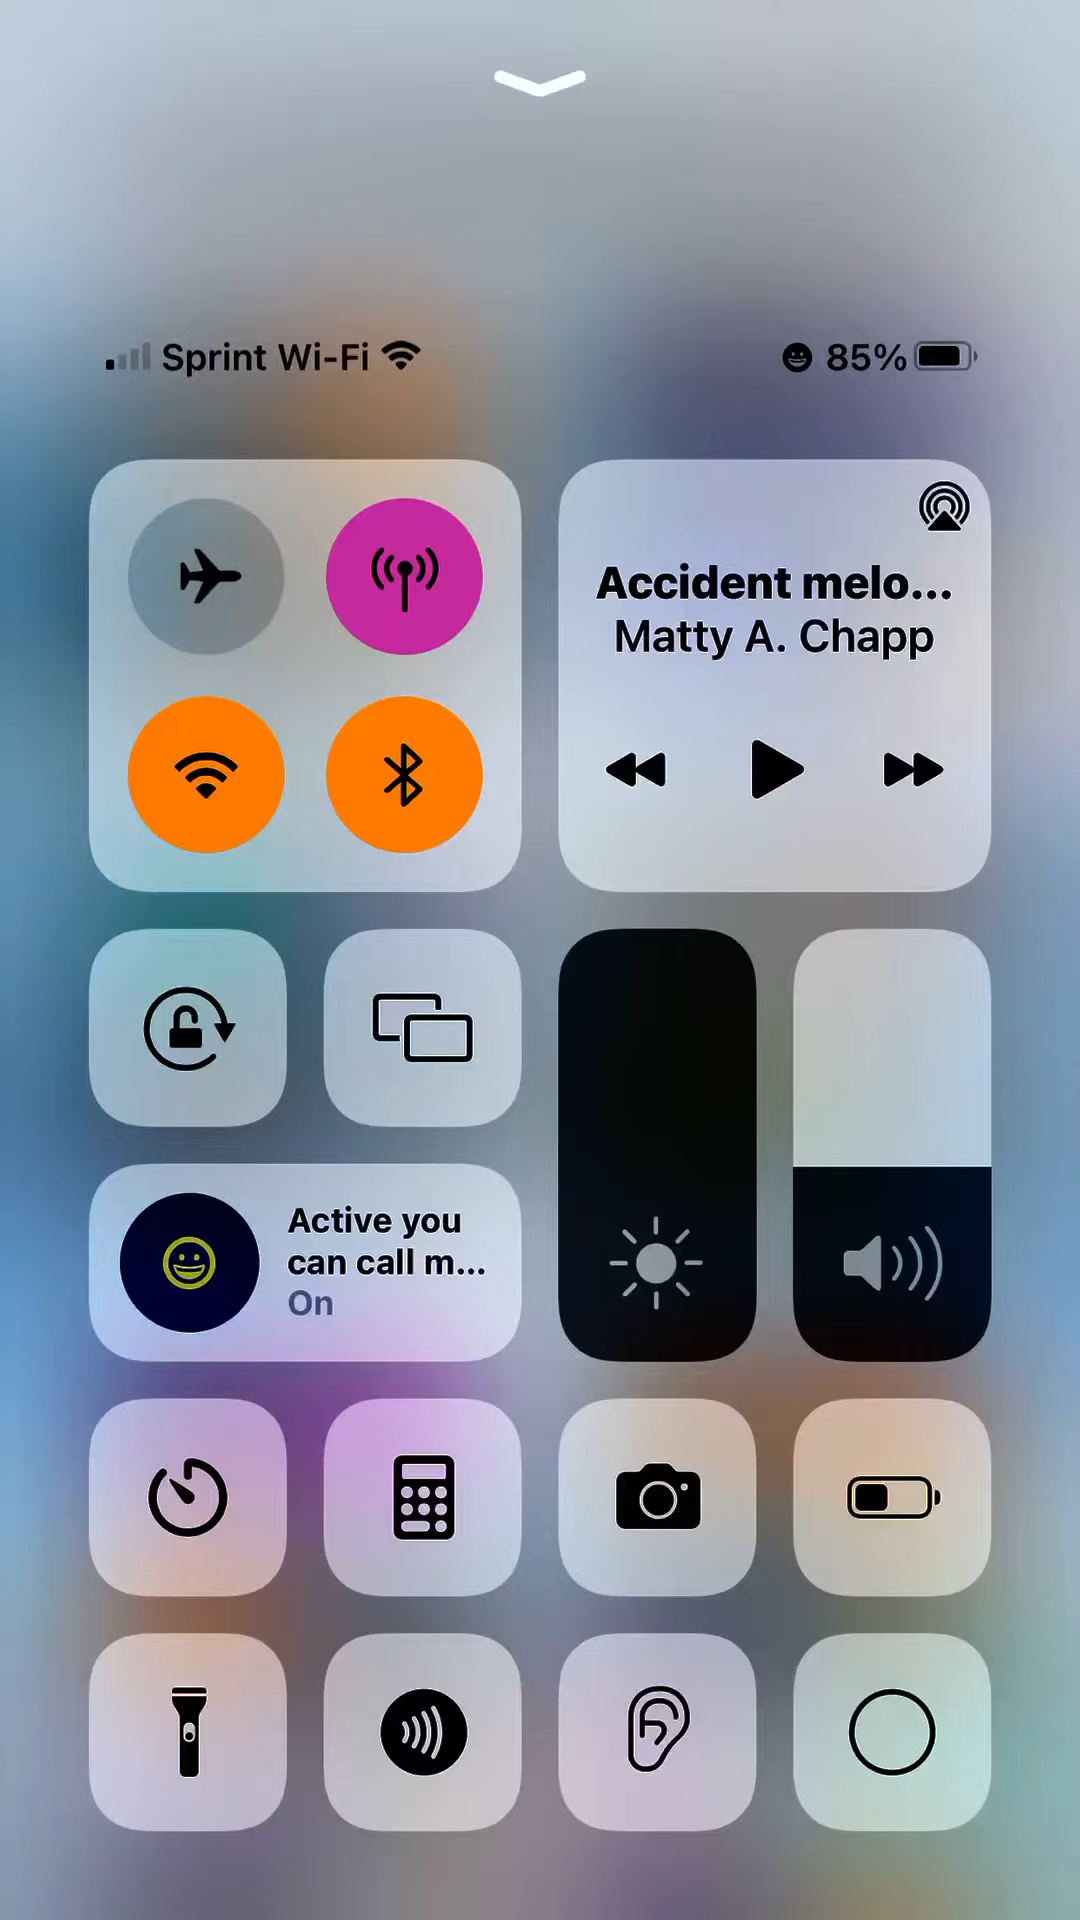 Sprint Wi-Fi
85%
Accident melo...
Matty A. Chapp
Active you
can call m...
On